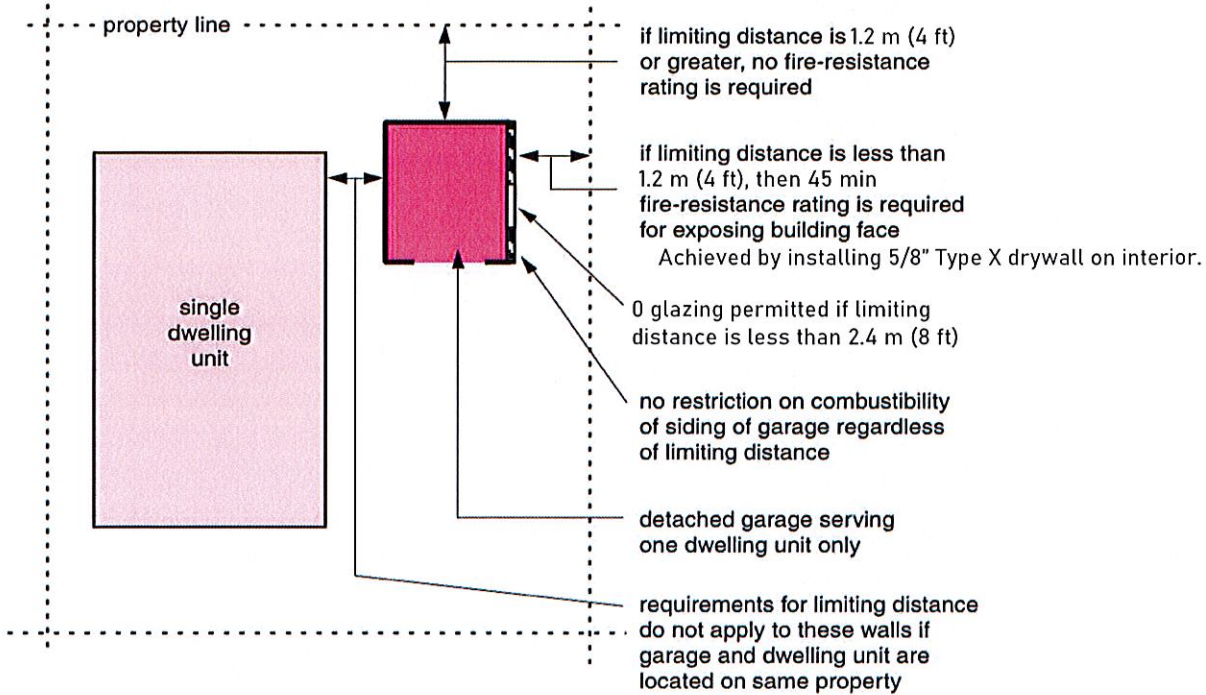 property line
if limiting distance is 1.2 m (4 ft)
or greater, no fire-resistance
rating is required
if limiting distance is less than
1.2 m (4 ft), then 45 min
fire-resistance rating is required
for exposing building face
Achieved by installing 5/8" Type X drywall on interior.
single
dwelling
unit
0 glazing permitted if limiting
distance is less than 2.4 m (8 ft)
no restriction on combustibility
of siding of garage regardless
of limiting distance
detached garage serving
one dwelling unit only
requirements for limiting distance
do not apply to these walls if
garage and dwelling unit are
located on same property